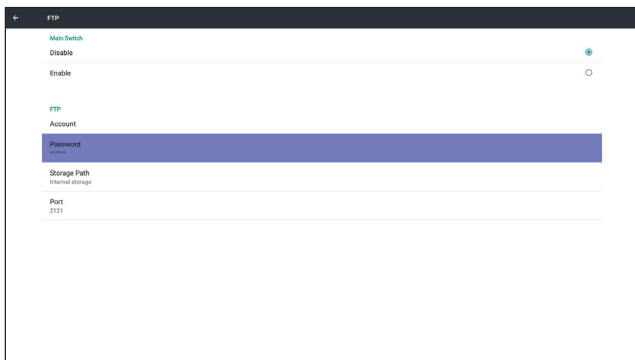 FTP
Main Switch
Disable
Enable
FTP
Account
Password
Storage Path
Internal storage
Port
2121